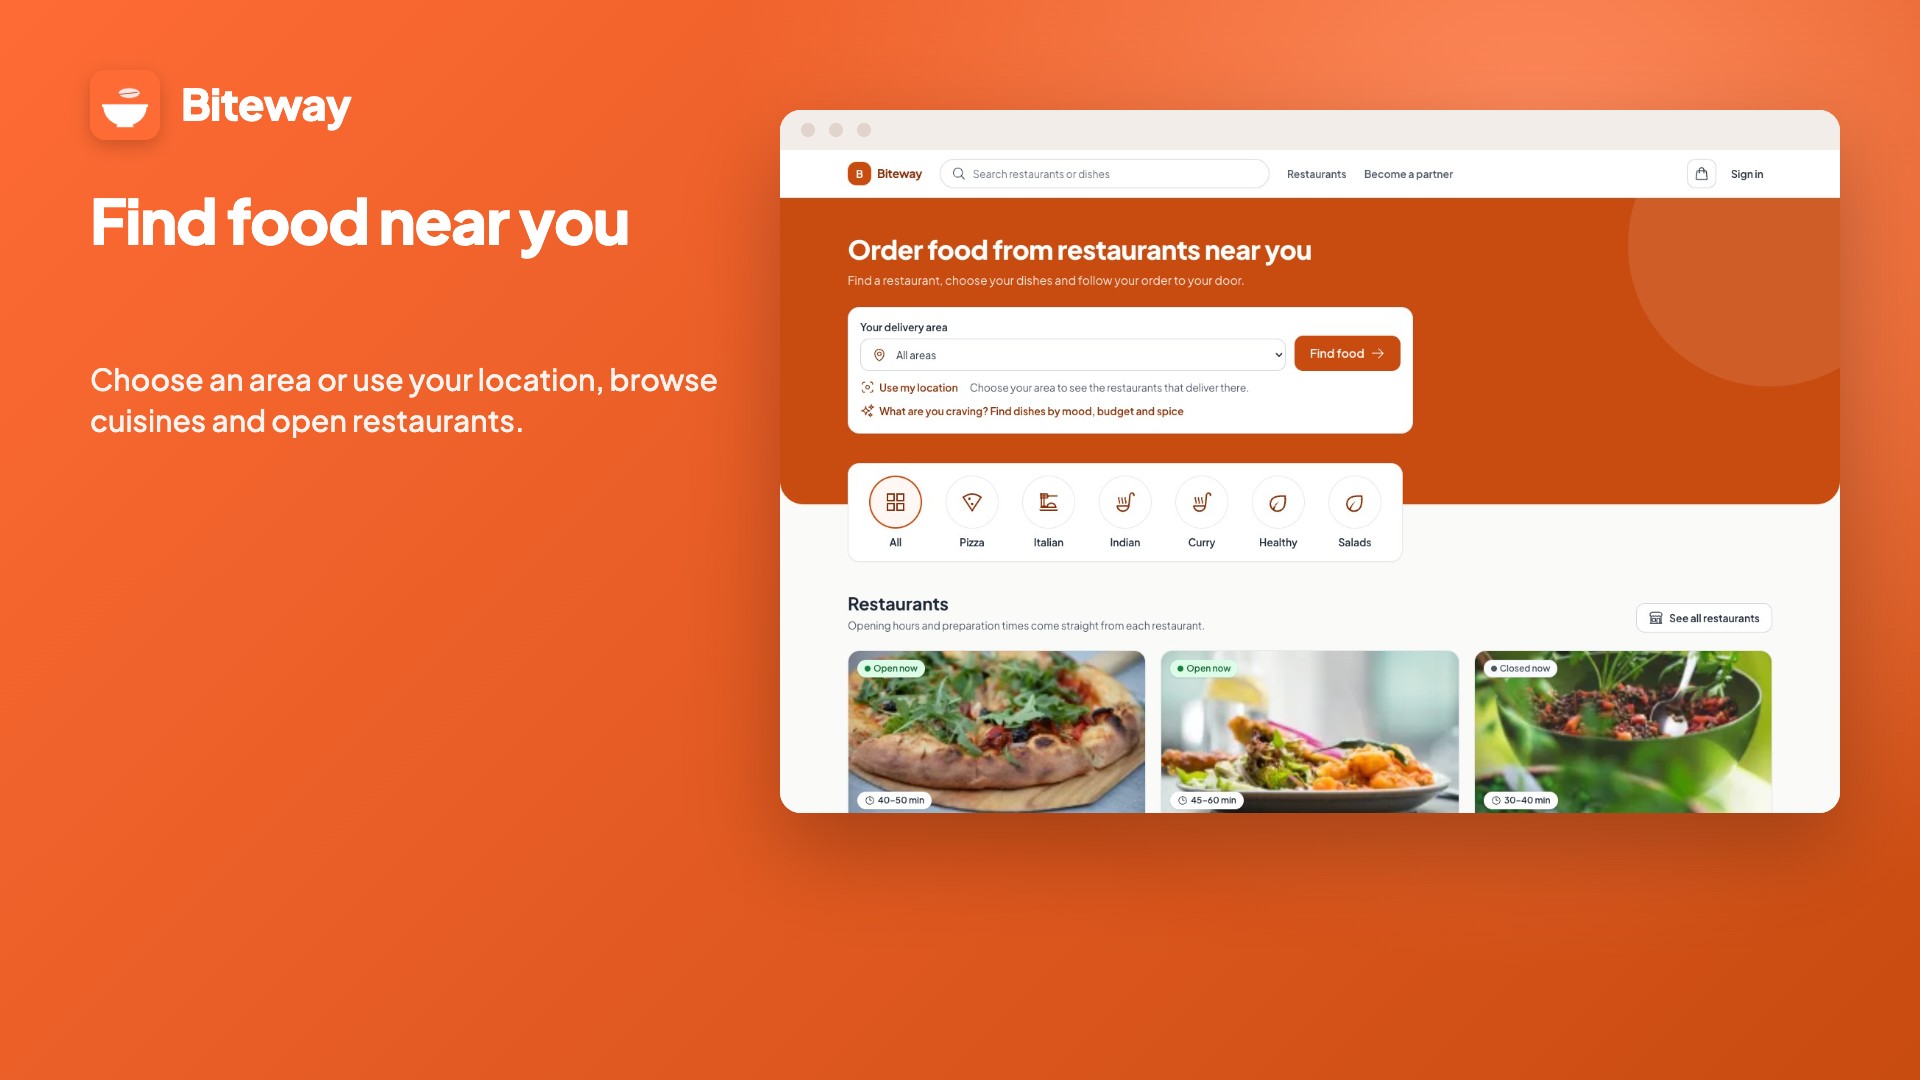 Biteway
Find food near you
Choose an area or use your location, browse
cuisines and open restaurants.
B Biteway
Search restaurants or dishes
Restaurants
Become a partner
Sign in
Order food from restaurants near you
Find a restaurant, choose your dishes and follow your order to your door.
Your delivery area
All areas
Find food
Use my location
Choose your area to see the restaurants that deliver there.
What are you craving? Find dishes by mood, budget and spice
All
Pizza
Italian
Indian
Curry
Healthy
Salads
Restaurants
Opening hours and preparation times come straight from each restaurant.
See all restaurants
Open now
Open now
Closed now
40–50 min
45–60 min
30–40 min